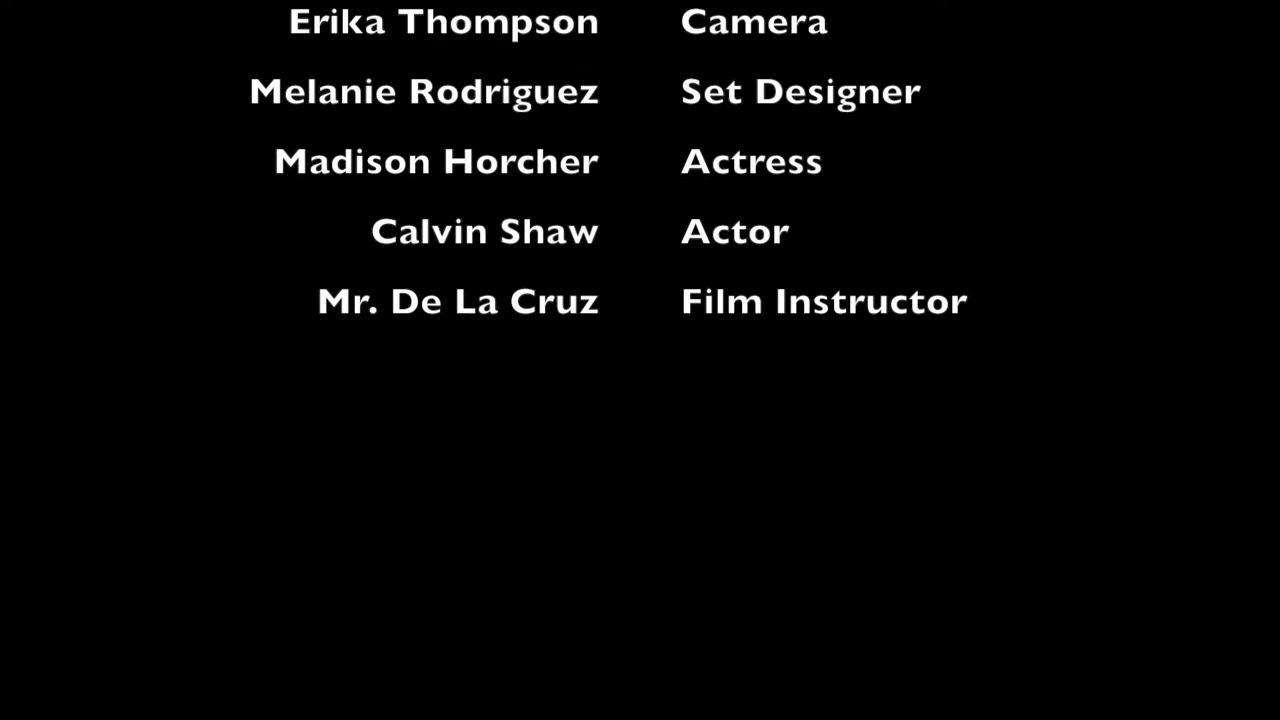 Erika Thompson Camera
Melanie Rodriguez Set Designer
Madison Horcher Actress
Calvin Shaw Actor
Mr. De La Cruz Film Instructor